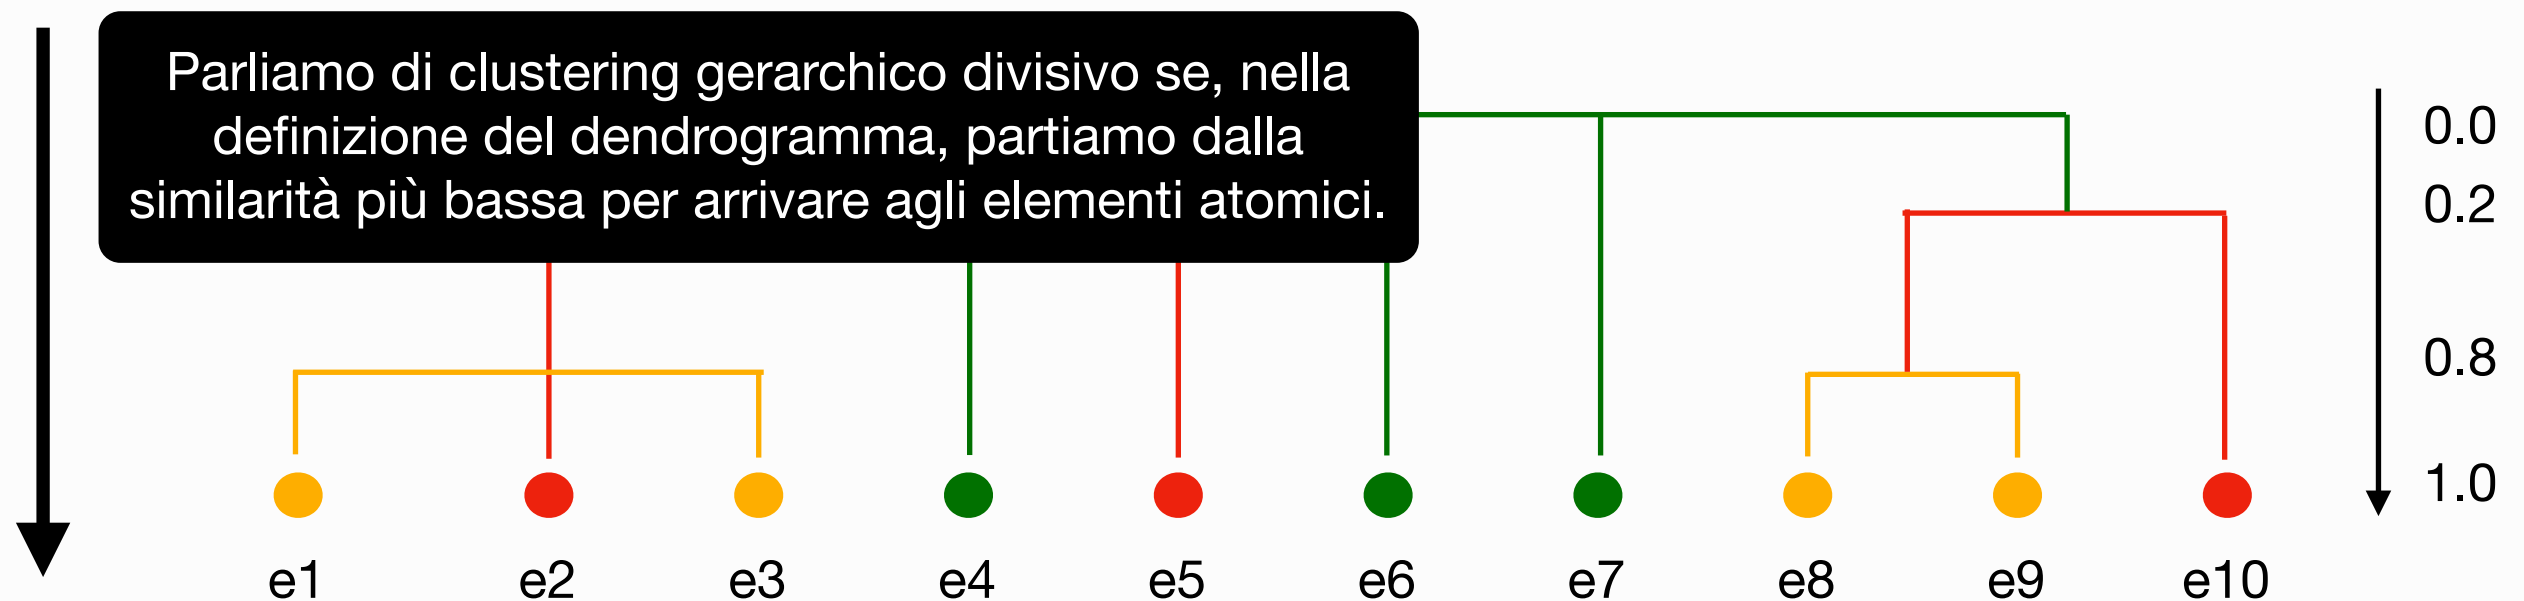 Parliamo di clustering gerarchico divisivo se, nella
definizione del dendrogramma, partiamo dalla
similarità più bassa per arrivare agli elementi atomici.
0.0
0.2
0.8
1.0
e1 e2 e3 e4 e5 e6 e7 e8 e9 e10